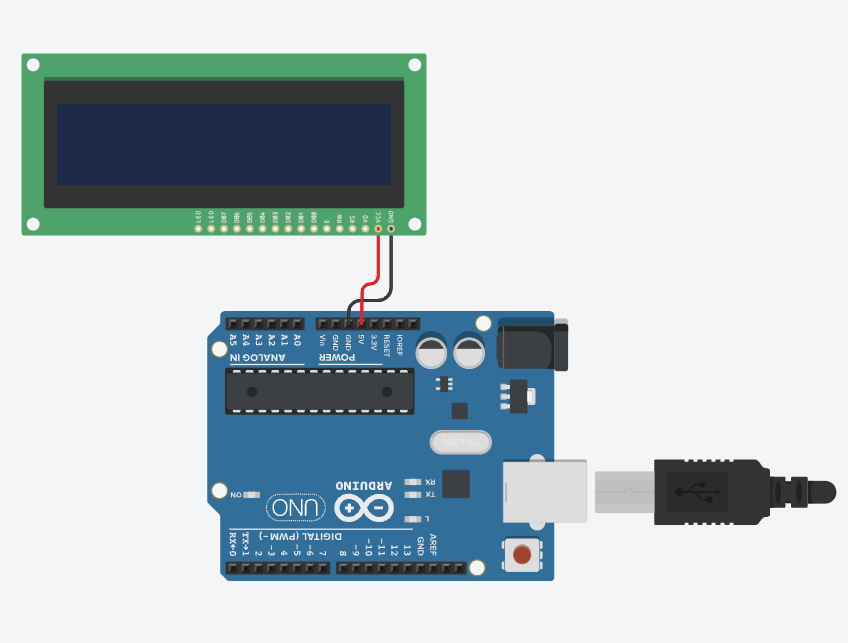 LED LED DB7 DB6 DB5 DB4 DB3 DB2 DB1 DB0 E RW RS V0 VCC GND
A5 A4 A3 A2 A1 A0 Vin GND GND 5V 3.3V RESET IOREF
ANALOG IN POWER
ARDUINO RX
ON UNO TX
L
DIGITAL (PWM~)
RX←0 TX→1 2 ~3 4 ~5 ~6 7 8 ~9 ~10 ~11 12 13 GND AREF